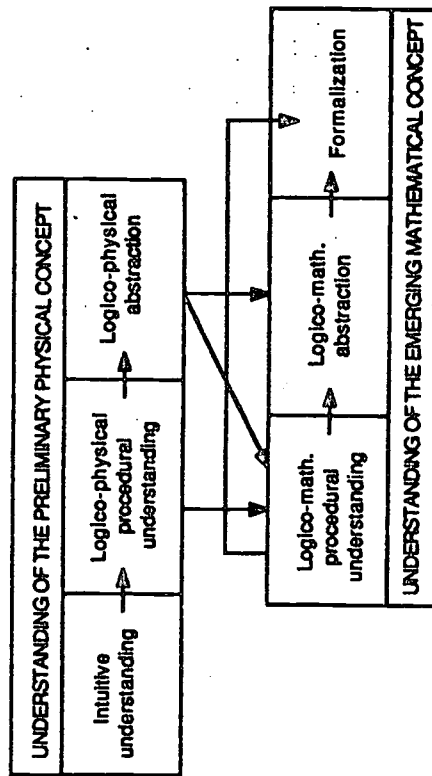 UNDERSTANDING OF THE PRELIMINARY PHYSICAL CONCEPT
Intuitive
understanding
Logico-physical
procedural
understanding
Logico-physical
abstraction
Logico-math.
procedural
understanding
Logico-math.
abstraction
Formalization
UNDERSTANDING OF THE EMERGING MATHEMATICAL CONCEPT